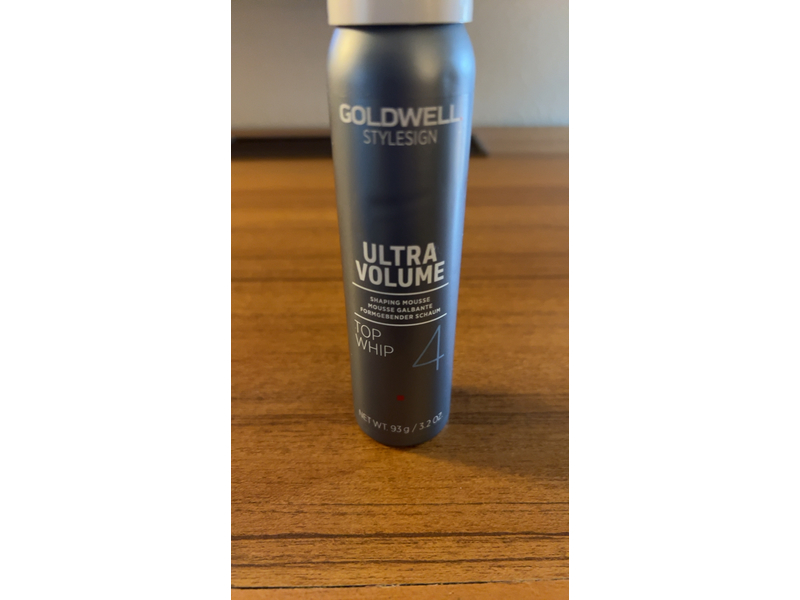 GOLDWELL
STYLESIGN
ULTRA
VOLUME
SHAPING MOUSSE
MOUSSE GALBANTE
FORMGEBENDER SCHAUM
TOP
WHIP
4
NET WT. 93 g / 3.2 OZ